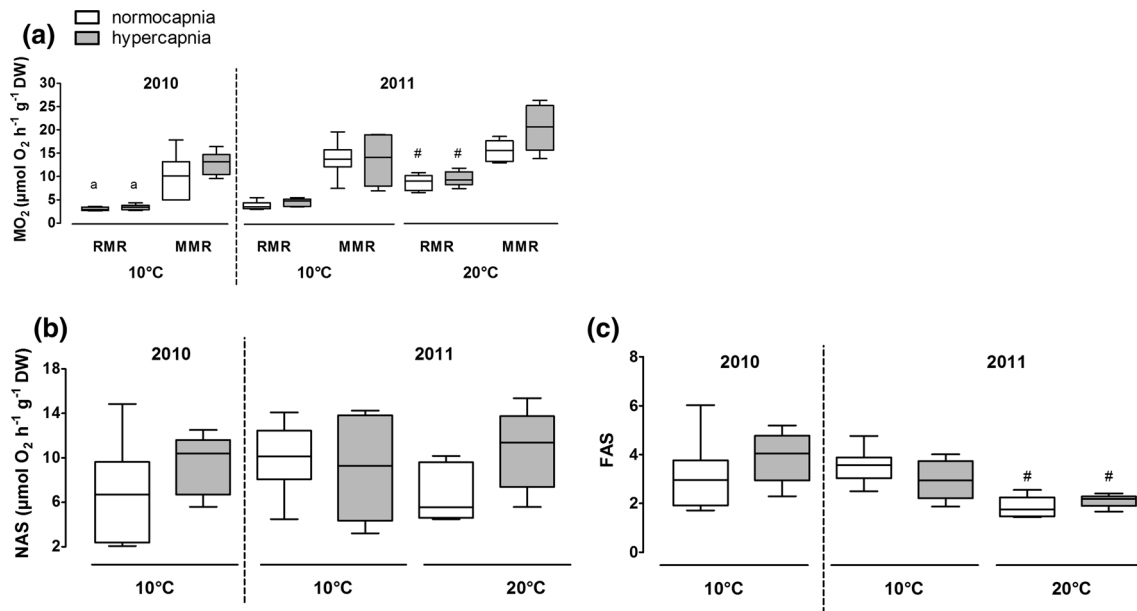 normocapnia
hypercapnia
(a)
MO₂ (µmol O₂ h⁻¹ g⁻¹ DW)
30
25
20
15
10
5
0
2010
2011
a a
# #
RMR MMR RMR MMR RMR MMR
10°C 10°C 20°C
(b)
NAS (µmol O₂ h⁻¹ g⁻¹ DW)
18
14
10
6
2
2010
2011
10°C 10°C 20°C
(c)
FAS
8
6
4
2
0
2010
2011
# #
10°C 10°C 20°C